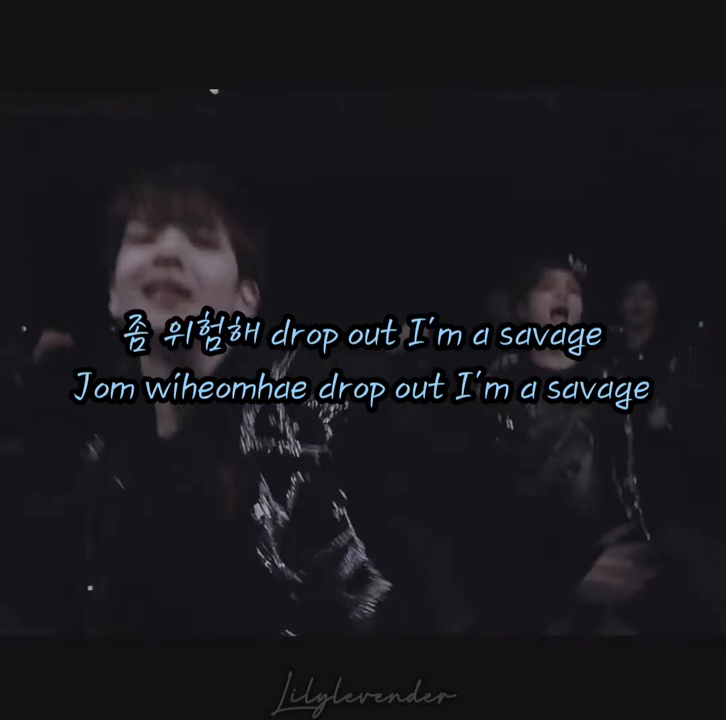 좀 위험해 drop out I'm a savage
Jom wiheomhae drop out I'm a savage
Lilylevender